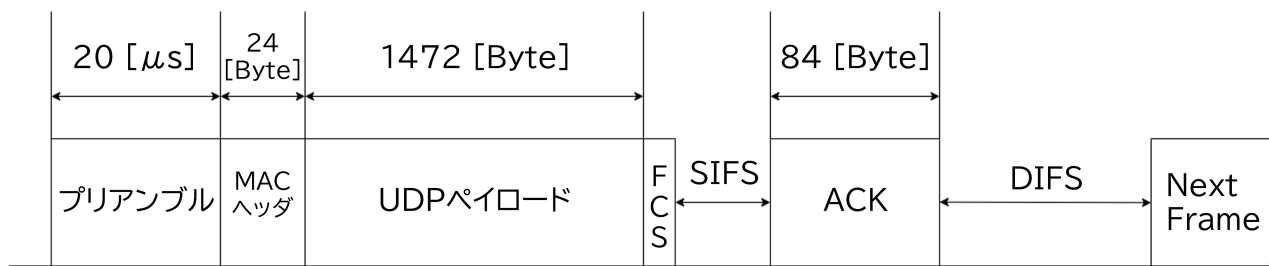 20 [μs]
24
[Byte]
1472 [Byte]
84 [Byte]
プリアンブル
MAC
ヘッダ
UDPペイロード
F
C
S
SIFS
ACK
DIFS
Next
Frame